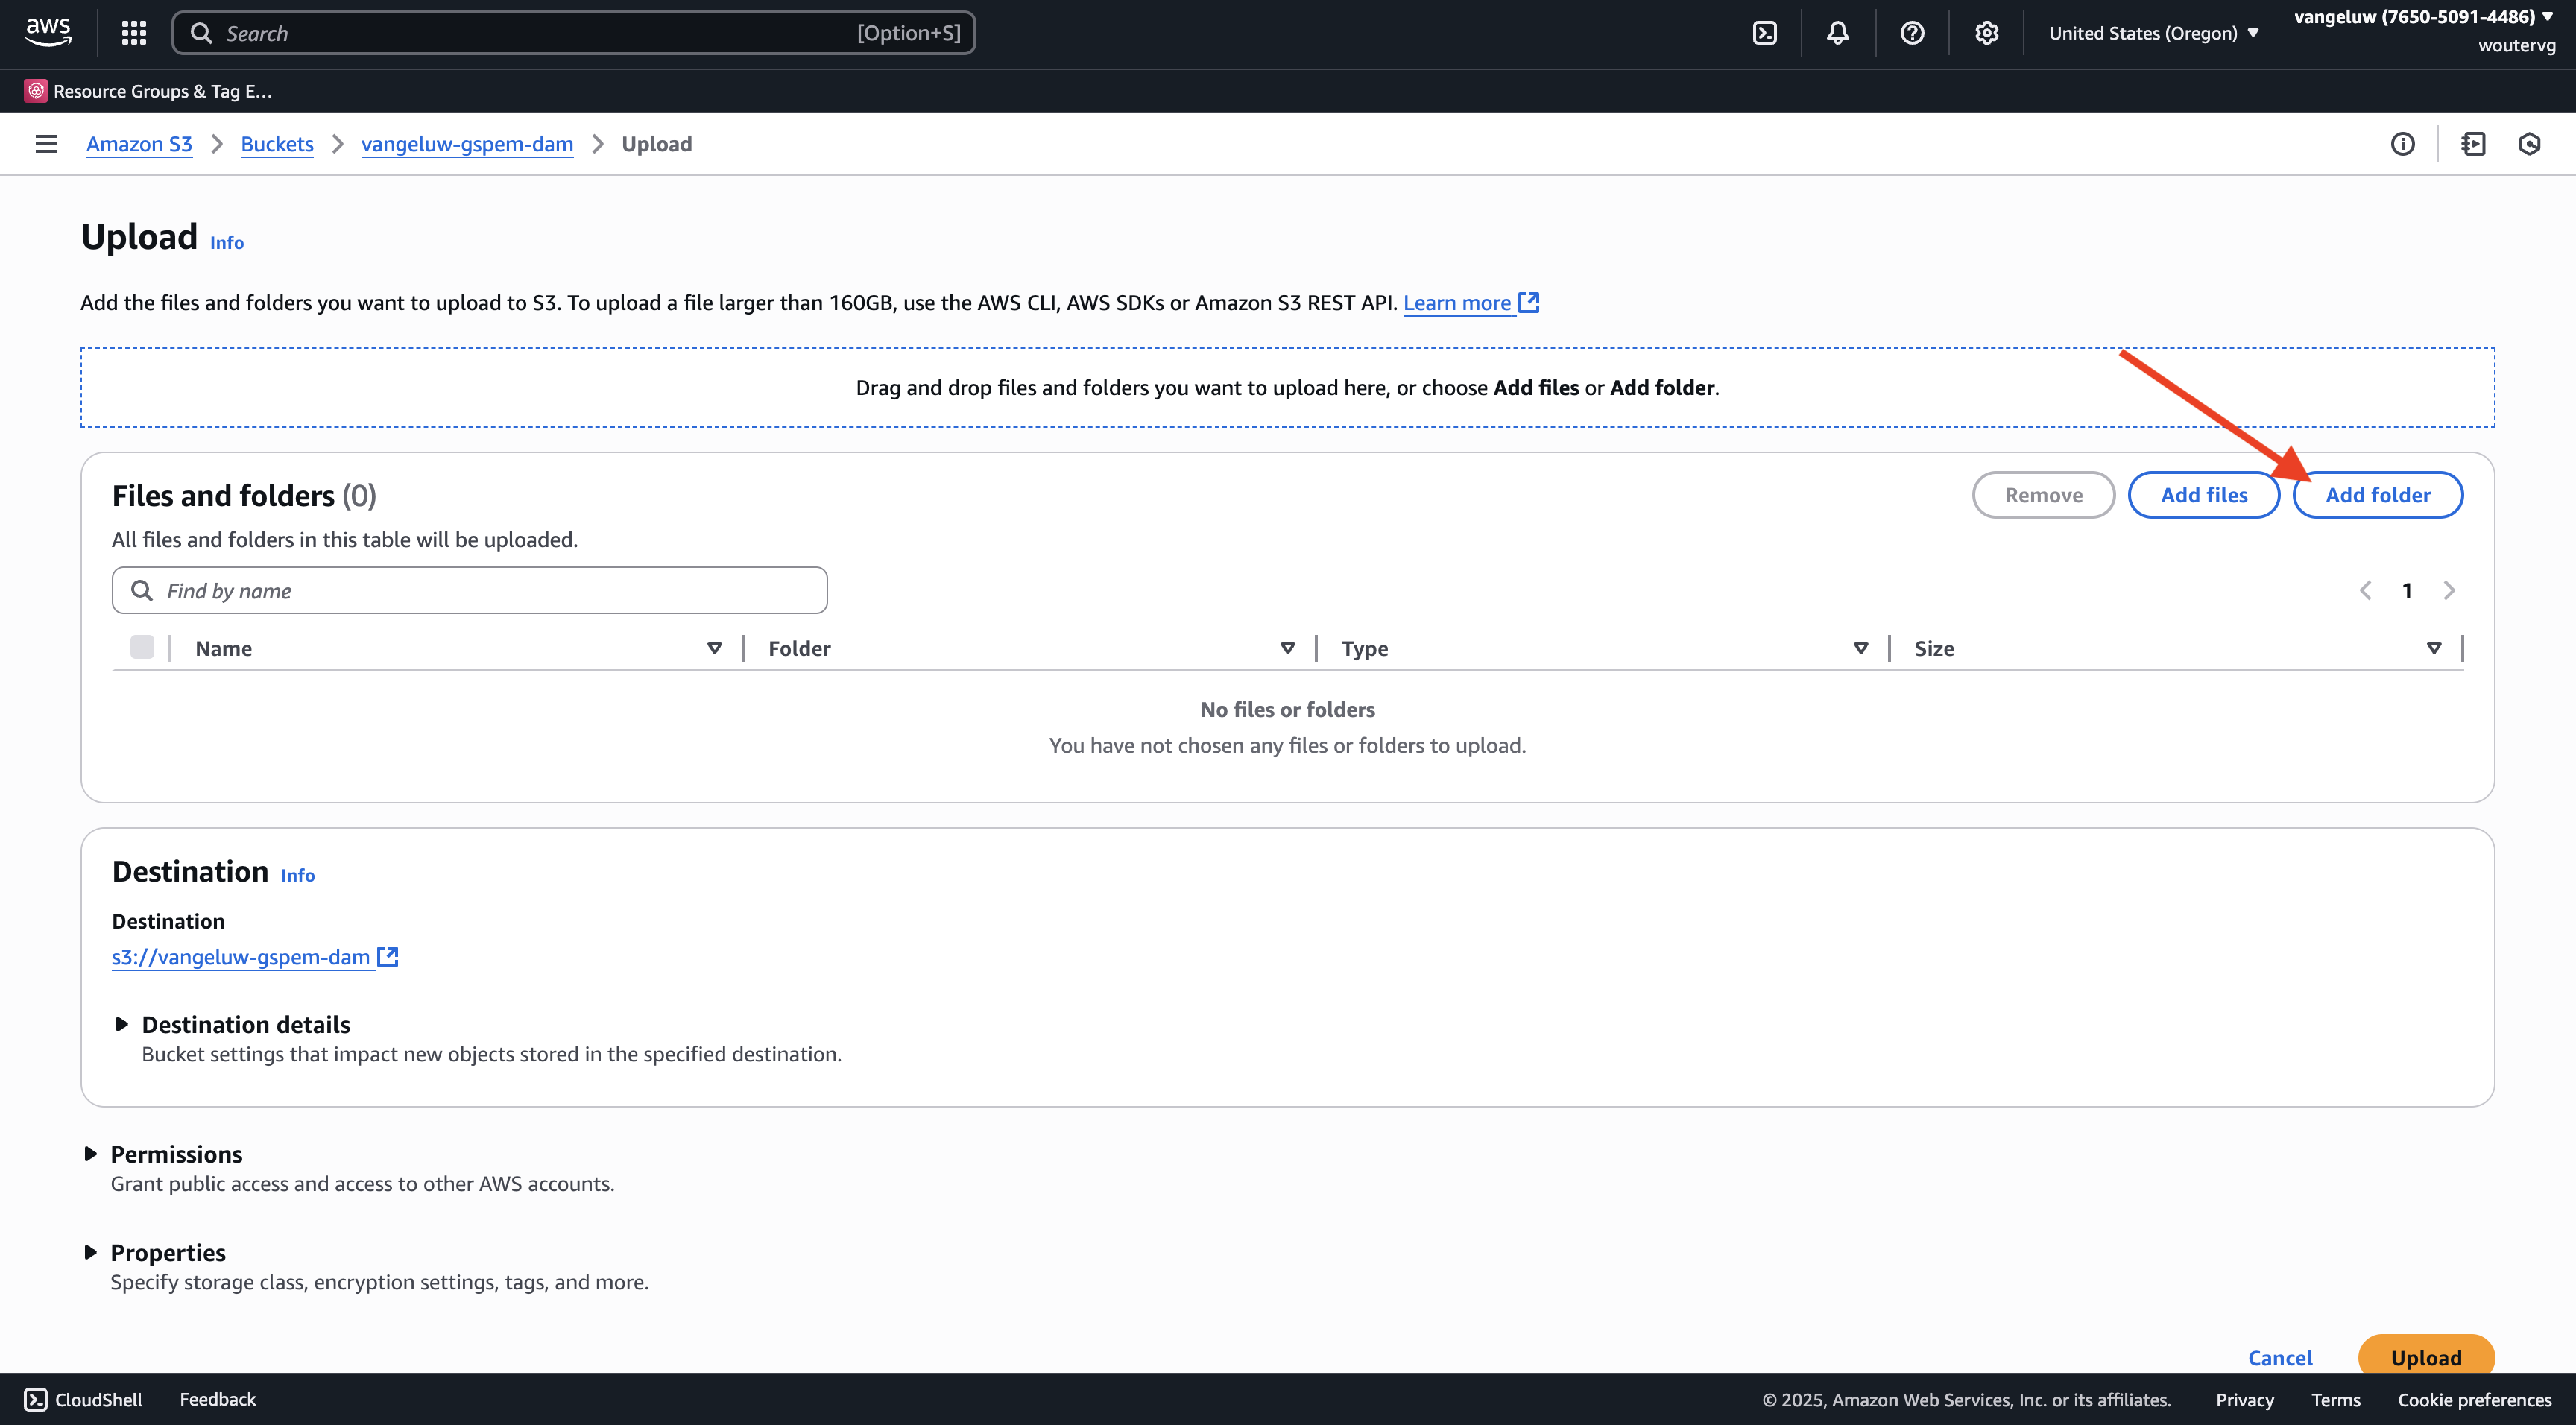 aws
Search
[Option+S]
United States (Oregon)
vangeluw (7650-5091-4486)
woutervg
Resource Groups & Tag E...
Amazon S3
Buckets
vangeluw-gspem-dam
Upload
Upload Info
Add the files and folders you want to upload to S3. To upload a file larger than 160GB, use the AWS CLI, AWS SDKs or Amazon S3 REST API. Learn more
Drag and drop files and folders you want to upload here, or choose Add files or Add folder.
Files and folders (0)
Remove
Add files
Add folder
All files and folders in this table will be uploaded.
Find by name
1
Name
Folder
Type
Size
No files or folders
You have not chosen any files or folders to upload.
Destination Info
Destination
s3://vangeluw-gspem-dam
Destination details
Bucket settings that impact new objects stored in the specified destination.
Permissions
Grant public access and access to other AWS accounts.
Properties
Specify storage class, encryption settings, tags, and more.
Cancel
Upload
CloudShell
Feedback
© 2025, Amazon Web Services, Inc. or its affiliates.
Privacy
Terms
Cookie preferences